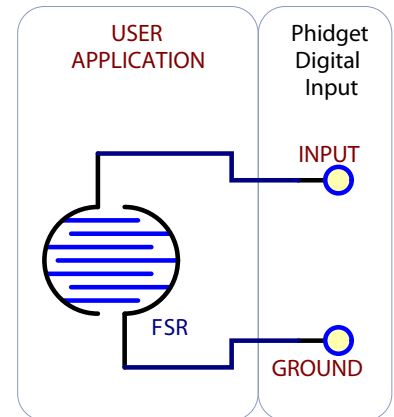 USER
APPLICATION
Phidget
Digital
Input
INPUT
FSR
GROUND